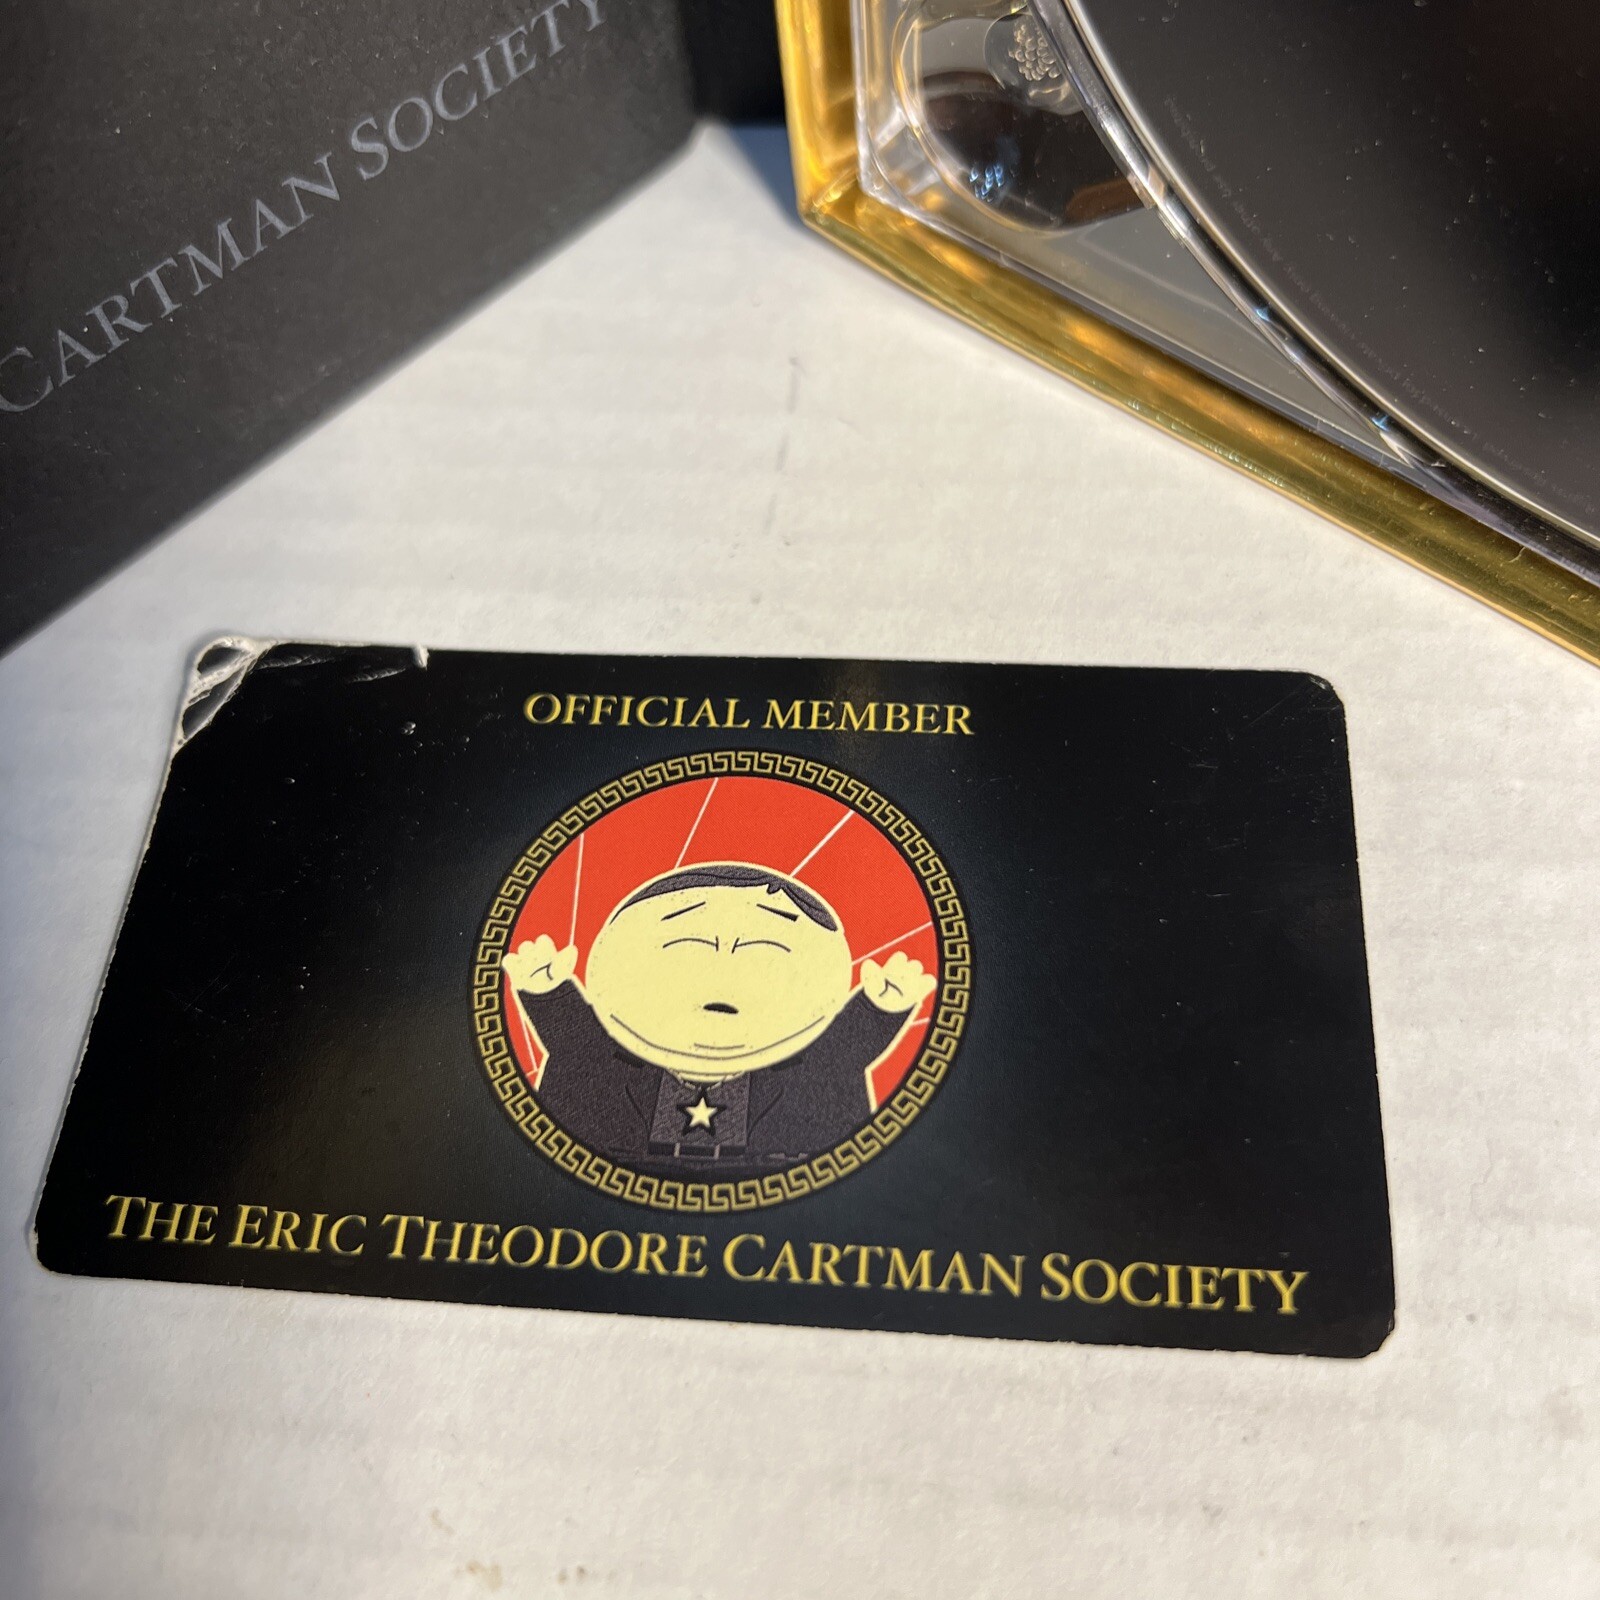 CARTMAN SOCIETY
OFFICIAL MEMBER
THE ERIC THEODORE CARTMAN SOCIETY